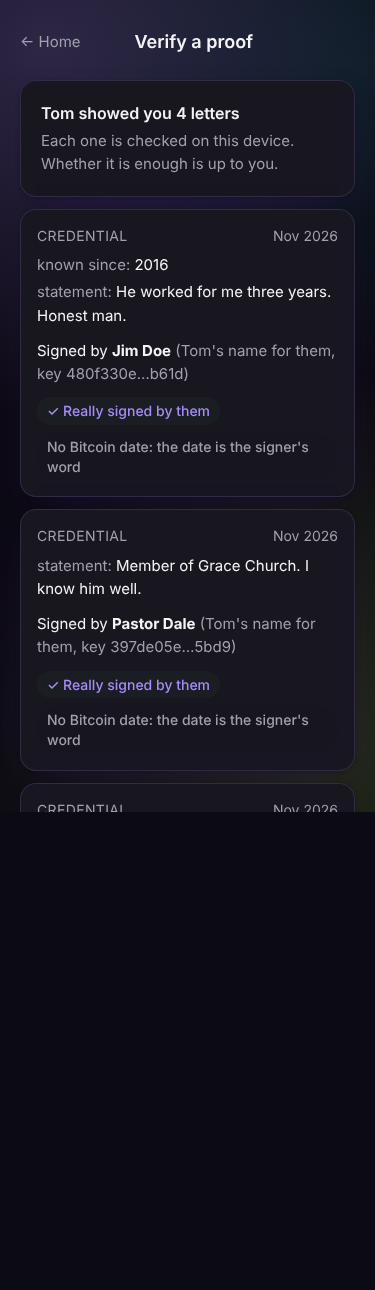 ← Home
Verify a proof
Tom showed you 4 letters
Each one is checked on this device.
Whether it is enough is up to you.
CREDENTIAL
Nov 2026
known since: 2016
statement: He worked for me three years.
Honest man.
Signed by Jim Doe (Tom's name for them,
key 480f330e...b61d)
✓ Really signed by them
No Bitcoin date: the date is the signer's
word
CREDENTIAL
Nov 2026
statement: Member of Grace Church. I
know him well.
Signed by Pastor Dale (Tom's name for
them, key 397de05e...5bd9)
✓ Really signed by them
No Bitcoin date: the date is the signer's
word
CREDENTIAL
Nov 2026